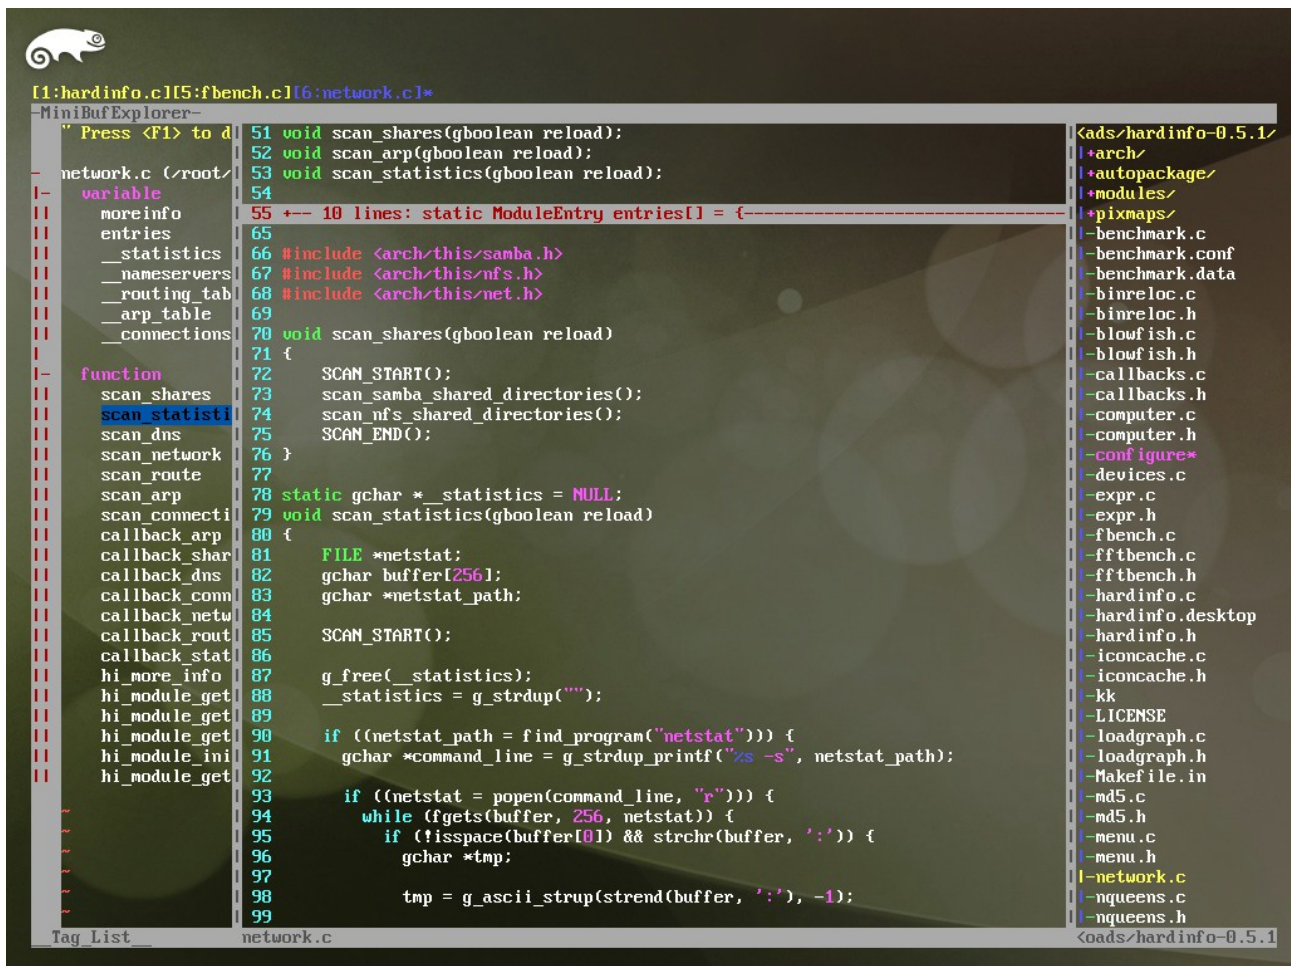 [1:hardinfo.c][5:fbench.c][6:network.c]*
-MiniBufExplorer-
" Press <F1> to d
network.c (/root/
- variable
moreinfo
entries
__statistics
__nameservers
__routing_tab
__arp_table
__connections
- function
scan_shares
scan_statisti
scan_dns
scan_network
scan_route
scan_arp
scan_connecti
callback_arp
callback_shar
callback_dns
callback_conn
callback_netw
callback_rout
callback_stat
hi_more_info
hi_module_get
hi_module_get
hi_module_get
hi_module_ini
hi_module_get
~
~
~
~
~
~
__Tag_List__
51 void scan_shares(gboolean reload);
52 void scan_arp(gboolean reload);
53 void scan_statistics(gboolean reload);
54
55 +-- 10 lines: static ModuleEntry entries[] = {-----------------------------------
65
66 #include <arch/this/samba.h>
67 #include <arch/this/nfs.h>
68 #include <arch/this/net.h>
69
70 void scan_shares(gboolean reload)
71 {
72     SCAN_START();
73     scan_samba_shared_directories();
74     scan_nfs_shared_directories();
75     SCAN_END();
76 }
77
78 static gchar *__statistics = NULL;
79 void scan_statistics(gboolean reload)
80 {
81     FILE *netstat;
82     gchar buffer[256];
83     gchar *netstat_path;
84
85     SCAN_START();
86
87     g_free(__statistics);
88     __statistics = g_strdup("");
89
90     if ((netstat_path = find_program("netstat"))) {
91       gchar *command_line = g_strdup_printf("%s -s", netstat_path);
92
93       if ((netstat = popen(command_line, "r"))) {
94         while (fgets(buffer, 256, netstat)) {
95           if (!isspace(buffer[0]) && strchr(buffer, ':')) {
96             gchar *tmp;
97
98             tmp = g_ascii_strup(strend(buffer, ':'), -1);
99
network.c
<ads/hardinfo-0.5.1/
|+arch/
|+autopackage/
|+modules/
|+pixmaps/
|-benchmark.c
|-benchmark.conf
|-benchmark.data
|-binreloc.c
|-binreloc.h
|-blowfish.c
|-blowfish.h
|-callbacks.c
|-callbacks.h
|-computer.c
|-computer.h
|-configure*
|-devices.c
|-expr.c
|-expr.h
|-fbench.c
|-fftbench.c
|-fftbench.h
|-hardinfo.c
|-hardinfo.desktop
|-hardinfo.h
|-iconcache.c
|-iconcache.h
|-kk
|-LICENSE
|-loadgraph.c
|-loadgraph.h
|-Makefile.in
|-md5.c
|-md5.h
|-menu.c
|-menu.h
|-network.c
|-nqueens.c
|-nqueens.h
<oads/hardinfo-0.5.1